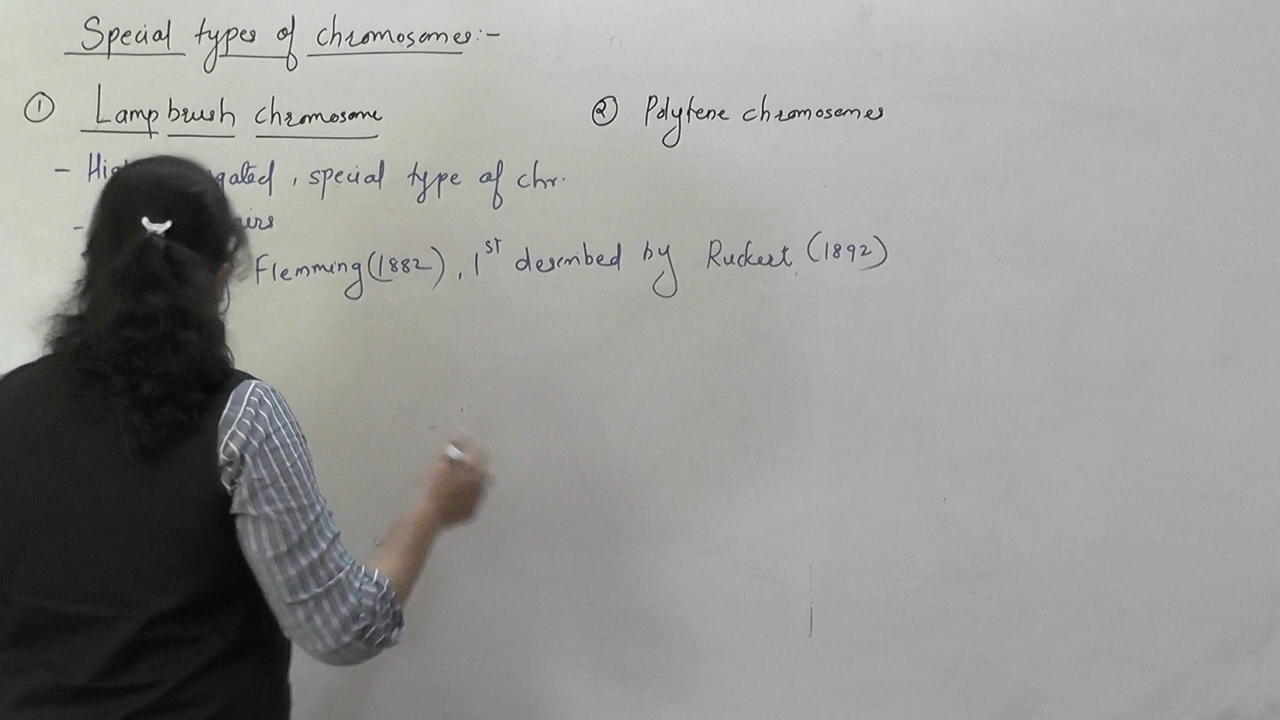 Special types of chromosomes:-
① Lampbrush chromosome
② Polytene chromosomes
- special type of chr.
-
Flemming (1882), 1st described by Ruckert (1892)